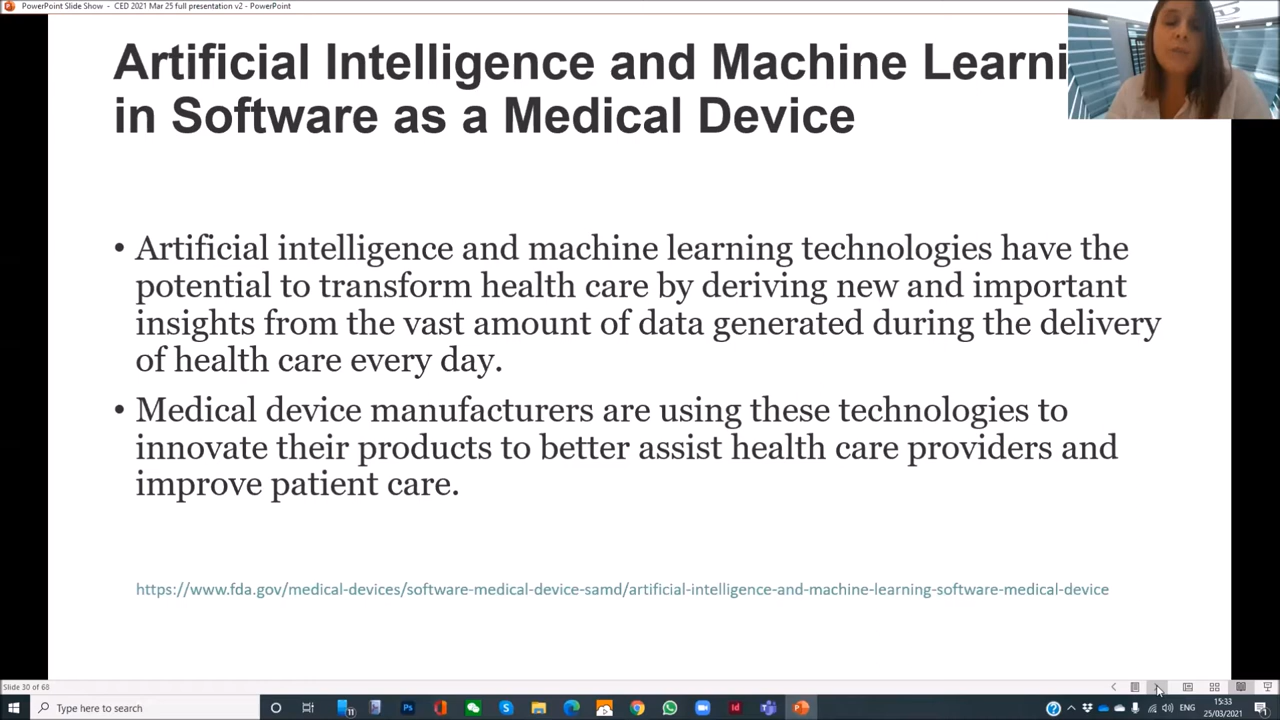 PowerPoint Slide Show - CED 2021 Mar 25 full presentation v2 - PowerPoint
Artificial Intelligence and Machine Learni
in Software as a Medical Device
• Artificial intelligence and machine learning technologies have the
potential to transform health care by deriving new and important
insights from the vast amount of data generated during the delivery
of health care every day.
• Medical device manufacturers are using these technologies to
innovate their products to better assist health care providers and
improve patient care.
https://www.fda.gov/medical-devices/software-medical-device-samd/artificial-intelligence-and-machine-learning-software-medical-device
Slide 30 of 68
Type here to search
11
Ps
Id
ENG
15:33
25/03/2021